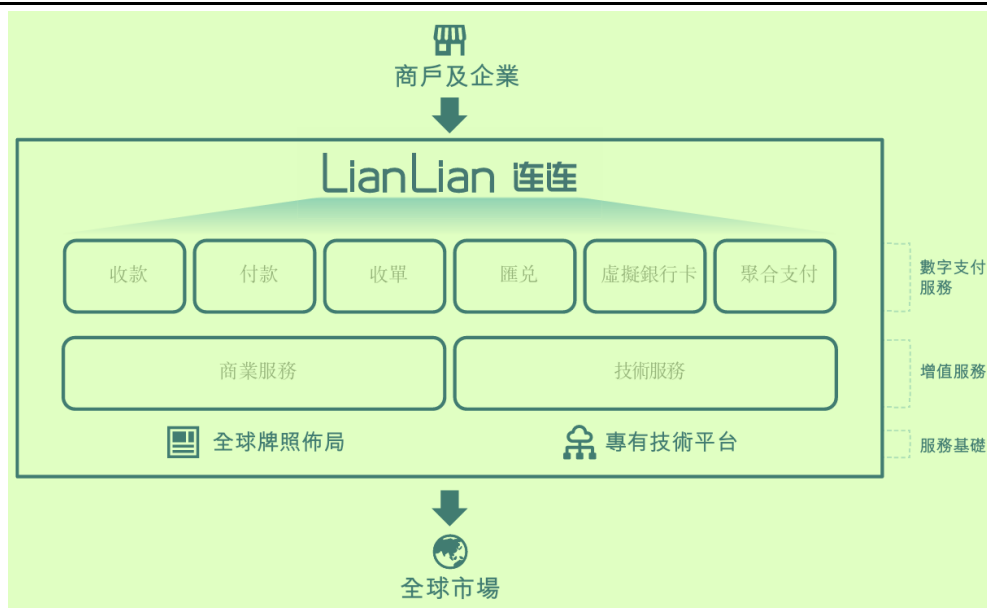 商戶及企業
LianLian 连连
收款 付款 收單 匯兑 虛擬銀行卡 聚合支付
數字支付
服務
商業服務 技術服務
增值服務
全球牌照佈局 專有技術平台
服務基礎
全球市場